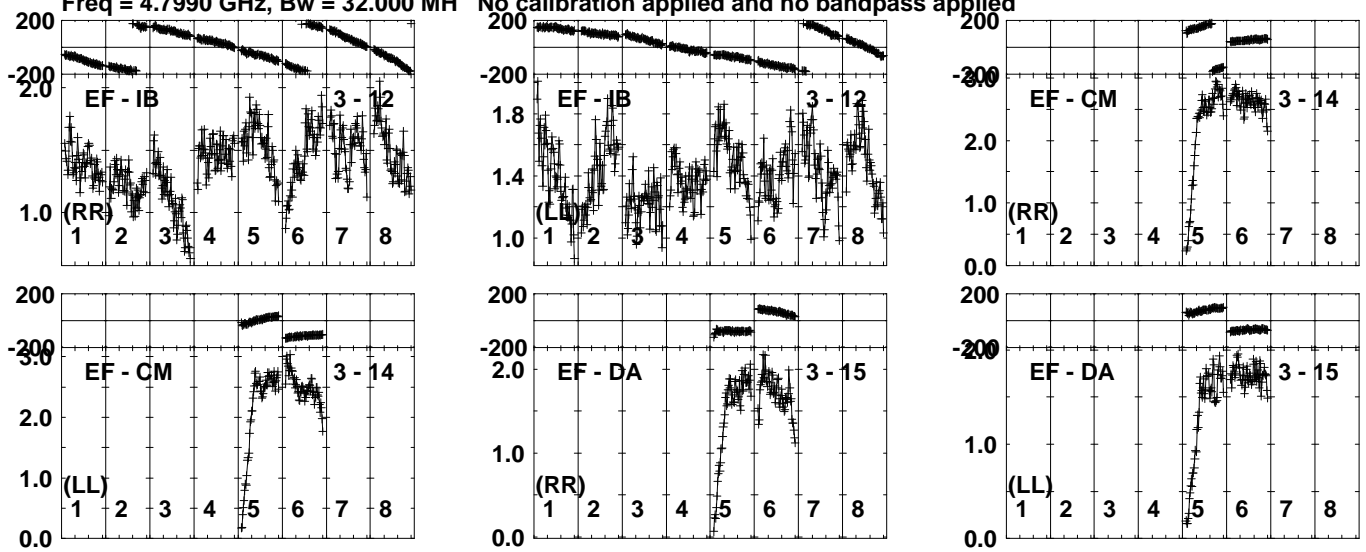 Freq = 4.7990 GHz, Bw = 32.000 MH   No calibration applied and no bandpass applied
200
-200
2.0
1.0
EF - IB
3 - 12
(RR)
1 2 3 4 5 6 7 8
200
-200
1.8
1.4
1.0
EF - IB
3 - 12
(LL)
1 2 3 4 5 6 7 8
200
-200
3.0
2.0
1.0
0.0
EF - CM
3 - 14
(RR)
1 2 3 4 5 6 7 8
200
-200
3.0
2.0
1.0
0.0
EF - CM
3 - 14
(LL)
1 2 3 4 5 6 7 8
200
-200
2.0
1.0
0.0
EF - DA
3 - 15
(RR)
1 2 3 4 5 6 7 8
200
-200
2.0
1.0
0.0
EF - DA
3 - 15
(LL)
1 2 3 4 5 6 7 8